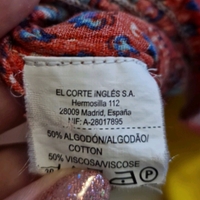 EL CORTE INGLÉS S.A.
Hermosilla 112
28009 Madrid, España
NIF: A-28017895
50% ALGODÓN/ALGODÃO/
COTTON
50% VISCOSA/VISCOSE
P